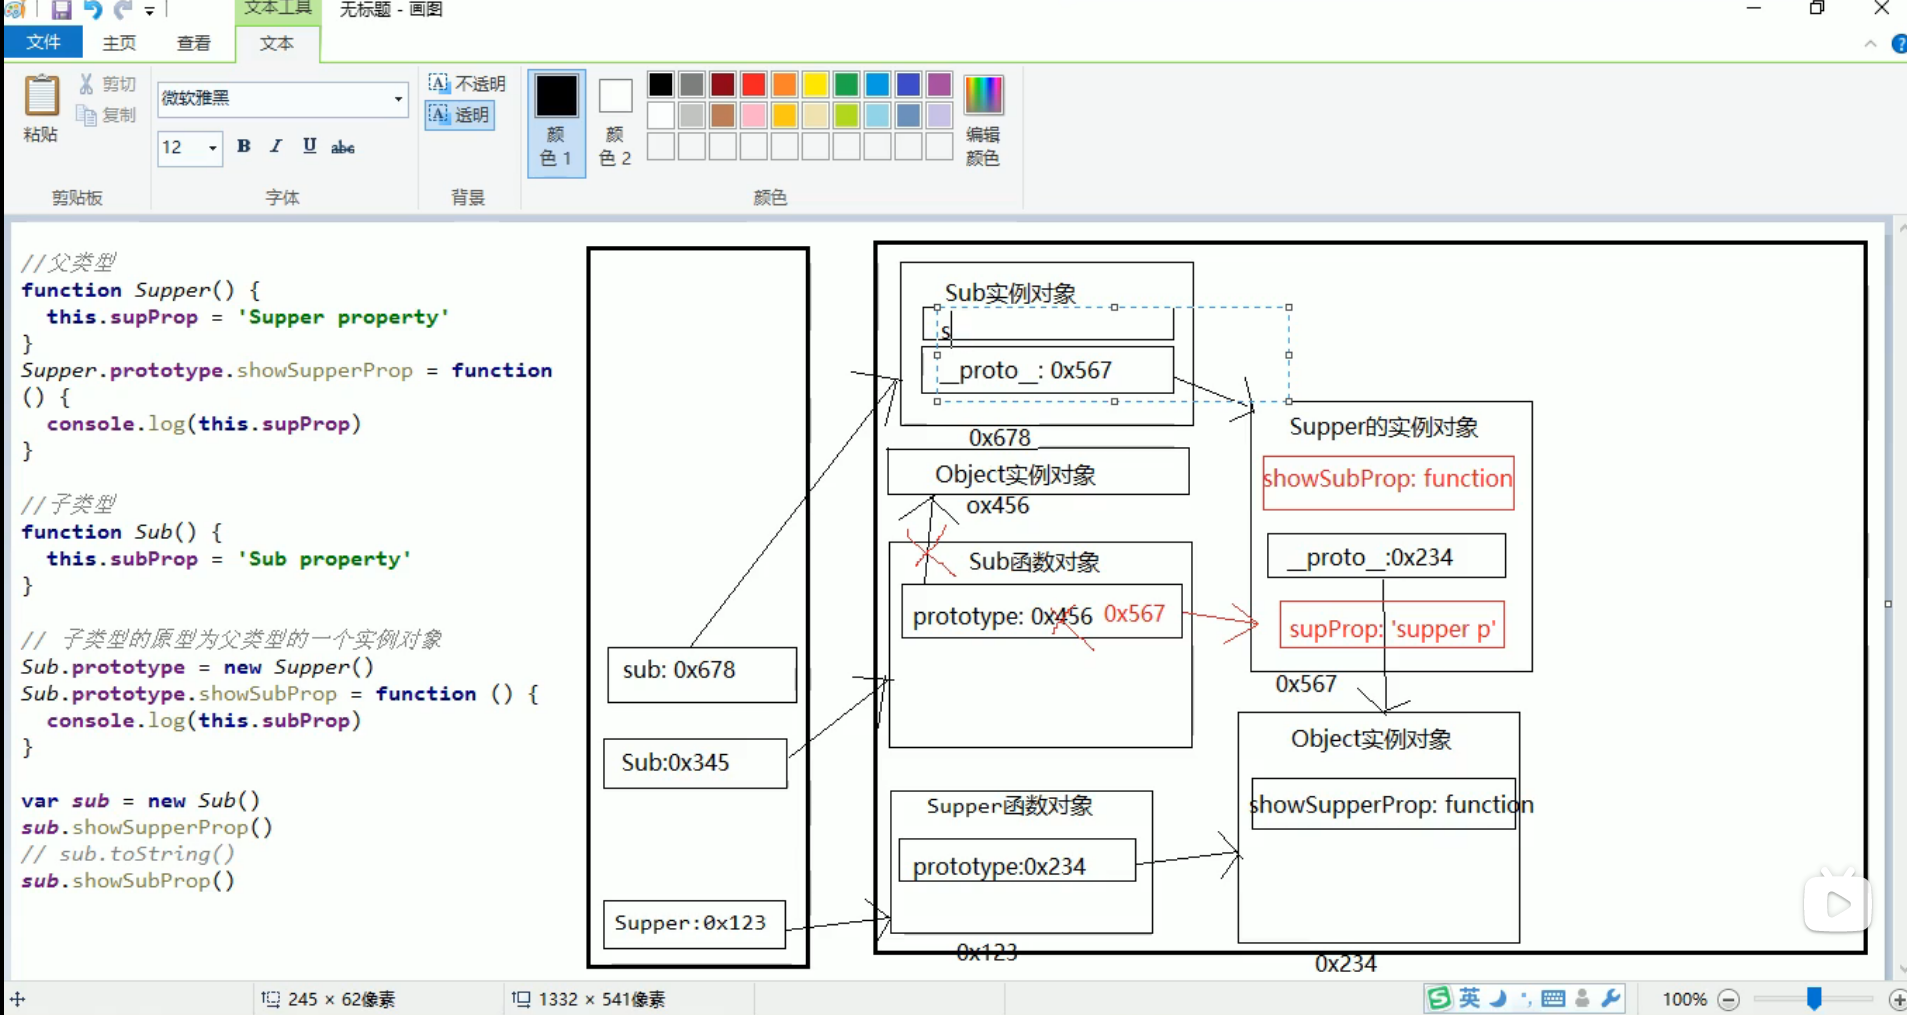 文本工具
无标题 - 画图
文件
主页
查看
文本
粘贴
剪切
复制
剪贴板
微软雅黑
12
B I U abc
字体
不透明
透明
背景
颜色 1
颜色 2
编辑颜色
颜色
//父类型
function Supper() {
this.supProp = 'Supper property'
}
Supper.prototype.showSupperProp = function
() {
console.log(this.supProp)
}
//子类型
function Sub() {
this.subProp = 'Sub property'
}
// 子类型的原型为父类型的一个实例对象
Sub.prototype = new Supper()
Sub.prototype.showSubProp = function () {
console.log(this.subProp)
}
var sub = new Sub()
sub.showSupperProp()
// sub.toString()
sub.showSubProp()
sub: 0x678
Sub:0x345
Supper:0x123
Sub实例对象
s
__proto__: 0x567
0x678
Object实例对象
ox456
Sub函数对象
prototype: 0x456 0x567
Supper函数对象
prototype:0x234
0x123
Supper的实例对象
showSubProp: function
__proto__:0x234
supProp: 'supper p'
0x567
Object实例对象
showSupperProp: function
0x234
245 × 62像素
1332 × 541像素
英
100%